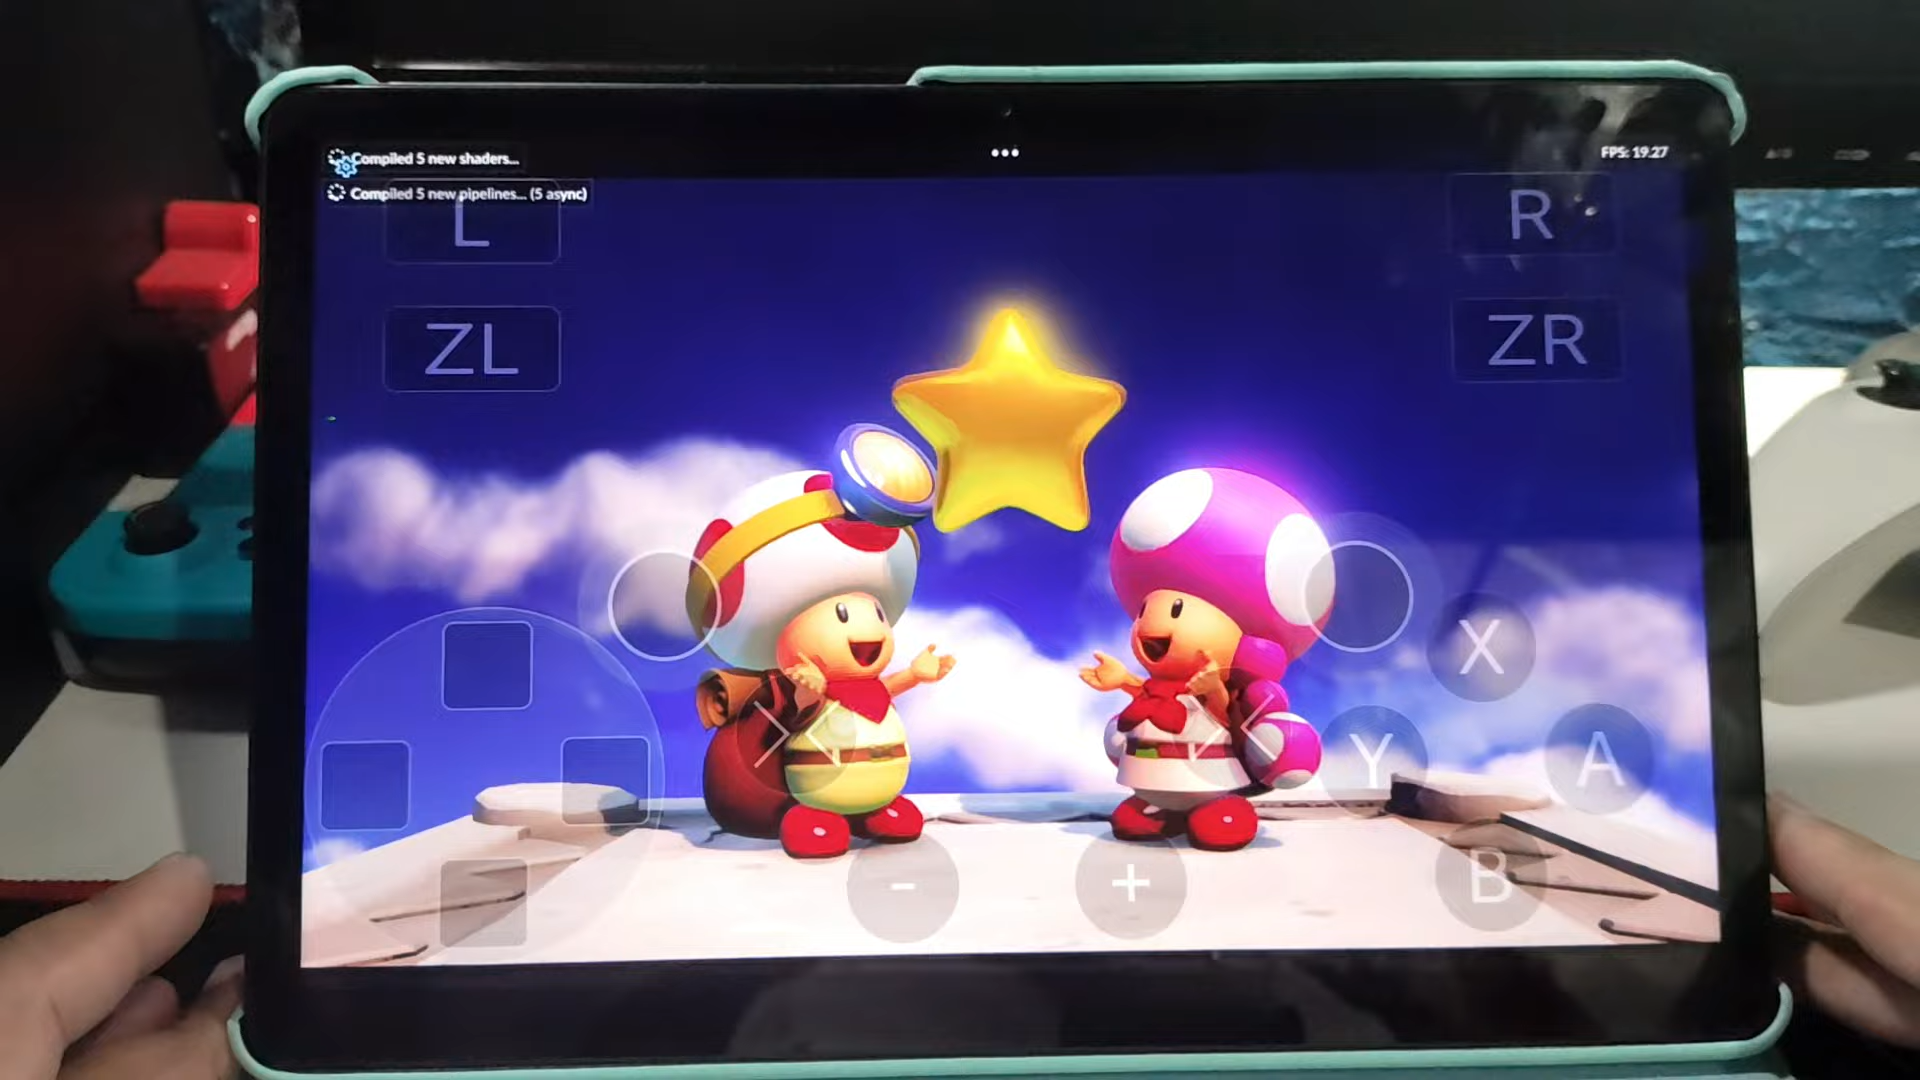 Compiled 5 new shaders...
FPS: 19.27
Compiled 5 new pipelines... (5 async)
L
R
ZL
ZR
X
Y
A
B
-
+